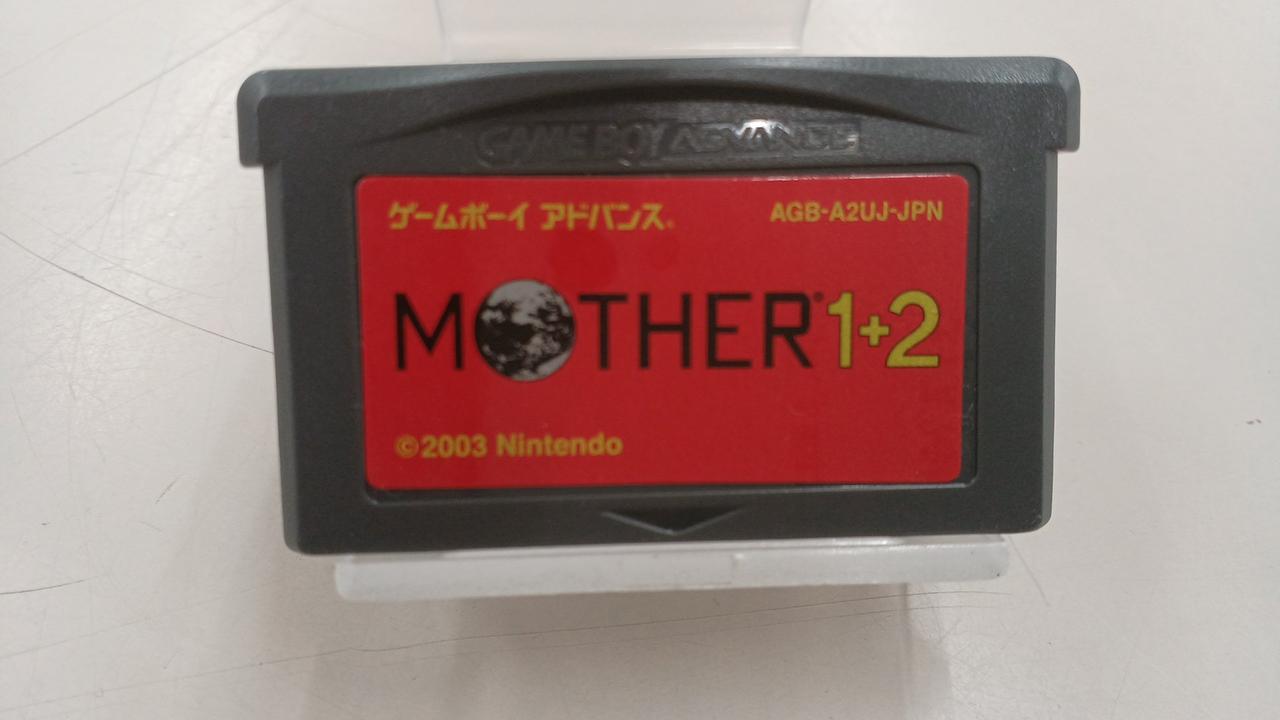 GAME BOY ADVANCE
ゲームボーイ アドバンス®
AGB-A2UJ-JPN
MOTHER® 1+2
©2003 Nintendo